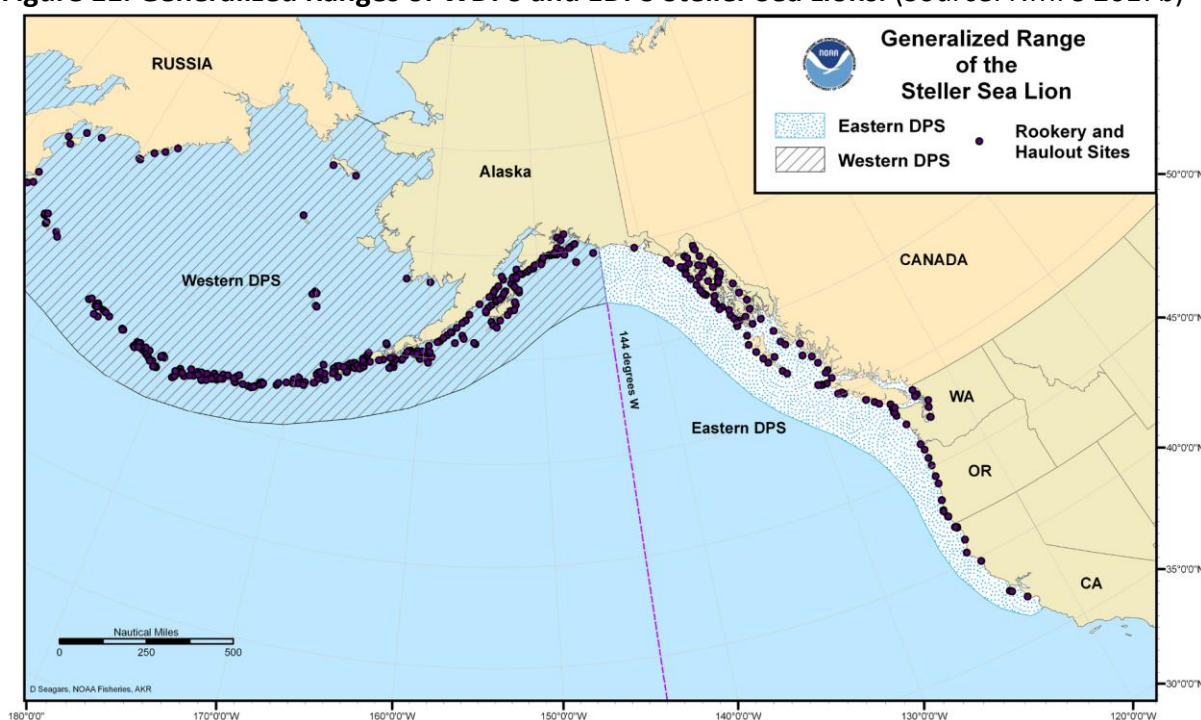 Generalized Range
of the
Steller Sea Lion
NOAA
Eastern DPS
Western DPS
Rookery and
Haulout Sites
RUSSIA
Alaska
CANADA
Western DPS
Eastern DPS
144 degrees W
WA
OR
CA
50°0'0"N
45°0'0"N
40°0'0"N
35°0'0"N
30°0'0"N
Nautical Miles
0 250 500
D Seagars, NOAA Fisheries, AKR
180°0'0"W 170°0'0"W 160°0'0"W 150°0'0"W 140°0'0"W 130°0'0"W 120°0'0"W